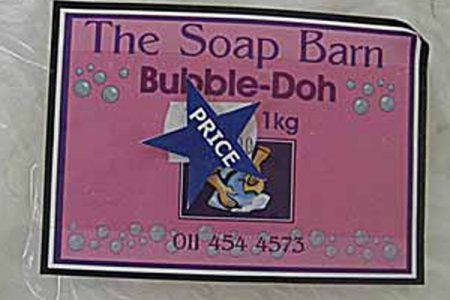 The Soap Barn
Bubble-Doh
1kg
PRICE
011 454 4573